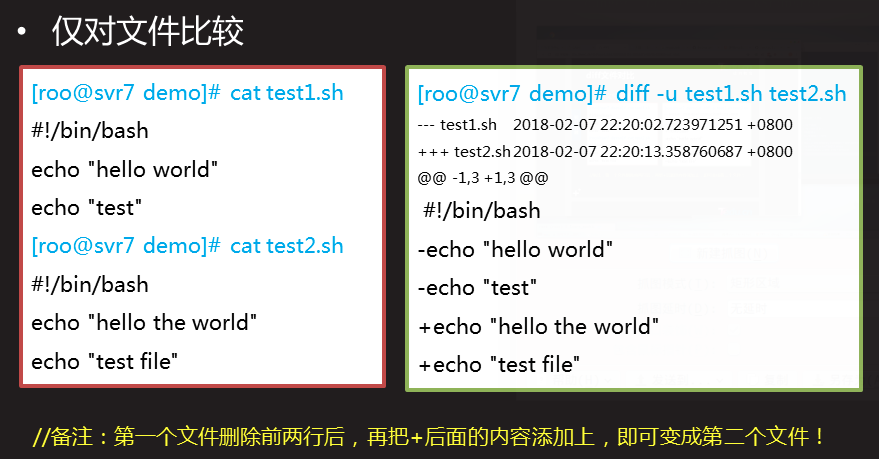 • 仅对文件比较
[roo@svr7 demo]# cat test1.sh
#!/bin/bash
echo "hello world"
echo "test"
[roo@svr7 demo]# cat test2.sh
#!/bin/bash
echo "hello the world"
echo "test file"
[roo@svr7 demo]# diff -u test1.sh test2.sh
--- test1.sh 2018-02-07 22:20:02.723971251 +0800
+++ test2.sh 2018-02-07 22:20:13.358760687 +0800
@@ -1,3 +1,3 @@
 #!/bin/bash
-echo "hello world"
-echo "test"
+echo "hello the world"
+echo "test file"
//备注：第一个文件删除前两行后，再把+后面的内容添加上，即可变成第二个文件！